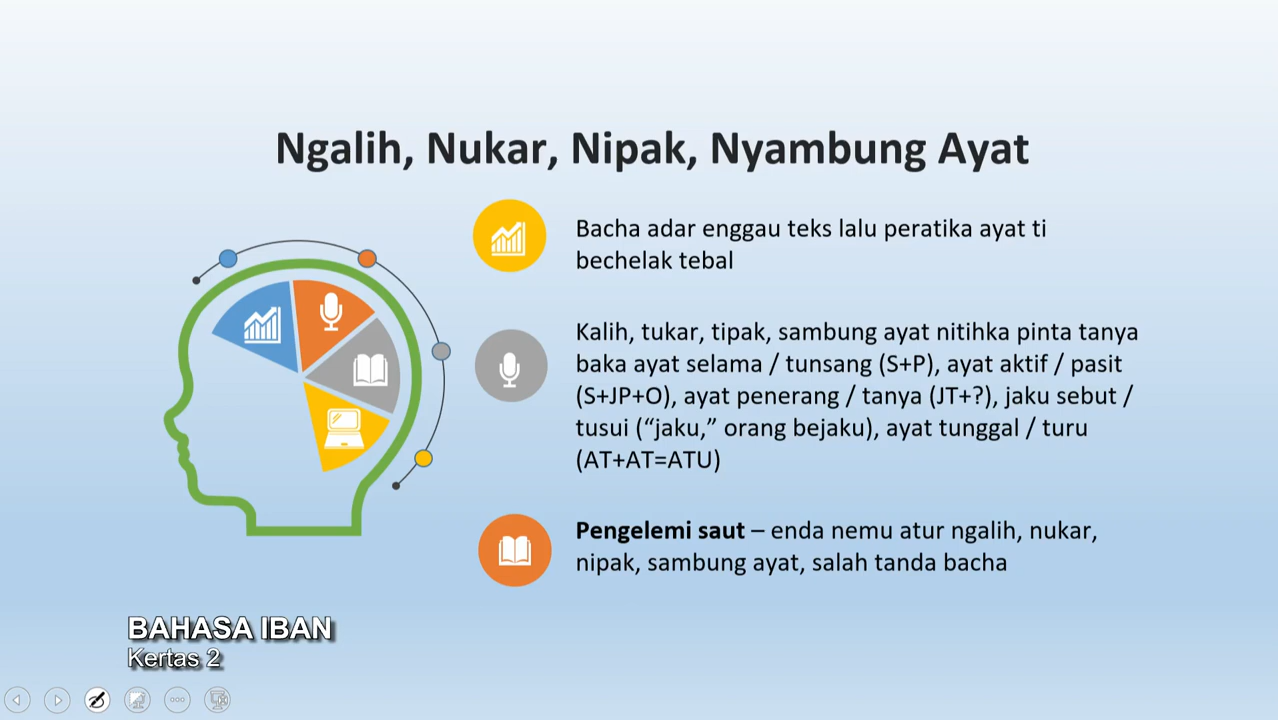 Ngalih, Nukar, Nipak, Nyambung Ayat
Bacha adar enggau teks lalu peratika ayat ti
bechelak tebal
Kalih, tukar, tipak, sambung ayat nitihka pinta tanya
baka ayat selama / tunsang (S+P), ayat aktif / pasit
(S+JP+O), ayat penerang / tanya (JT+?), jaku sebut /
tusui (“jaku,” orang bejaku), ayat tunggal / turu
(AT+AT=ATU)
Pengelemi saut – enda nemu atur ngalih, nukar,
nipak, sambung ayat, salah tanda bacha
BAHASA IBAN
Kertas 2